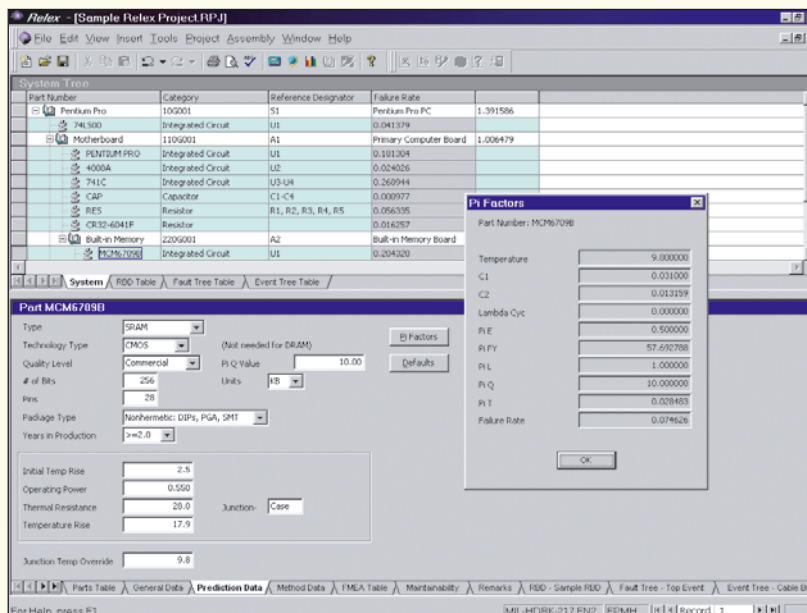 Relex - [Sample Relex Project.RPJ]
File Edit View Insert Tools Project Assembly Window Help
System Tree
Part Number Category Reference Designator Failure Rate
Pentium Pro 10G001 S1 Pentium Pro PC 1.391586
74LS00 Integrated Circuit U1 0.041379
Motherboard 110G001 A1 Primary Computer Board 1.006479
PENTIUM PRO Integrated Circuit U1 0.181304
4008A Integrated Circuit U2 0.024026
741C Integrated Circuit U3-U4 0.260944
CAP Capacitor C1-C4 0.000977
RES Resistor R1, R2, R3, R4, R5 0.056335
CR32-6041F Resistor 0.016257
Built-in Memory 220G001 A2 Built-in Memory Board
MCM6709B Integrated Circuit U1 0.204320
System RBD Table Fault Tree Table Event Tree Table
Pi Factors
Part Number: MCM6709B
Temperature 9.800000
C1 0.031000
C2 0.013159
Lambda Cyc 0.000000
Pi E 0.500000
Pi FY 57.692788
Pi L 1.000000
Pi Q 10.000000
Pi T 0.028483
Failure Rate 0.074626
OK
Part MCM6709B
Type SRAM
Technology Type CMOS (Not needed for DRAM)
Pi Factors
Quality Level Commercial Pi Q Value 10.00
Defaults
# of Bits 256 Units KB
Pins 28
Package Type Nonhermetic: DIPs, PGA, SMT
Years in Production >=2.0
Initial Temp Rise 2.5
Operating Power 0.550
Thermal Resistance 28.0 Junction- Case
Temperature Rise 17.9
Junction Temp Override 9.8
Parts Table General Data Prediction Data Method Data FMEA Table Maintainability Remarks RBD - Sample RBD Fault Tree - Top Event Event Tree - Cable
For Help, press F1 MIL-HDBK-217 FN2 Record 1